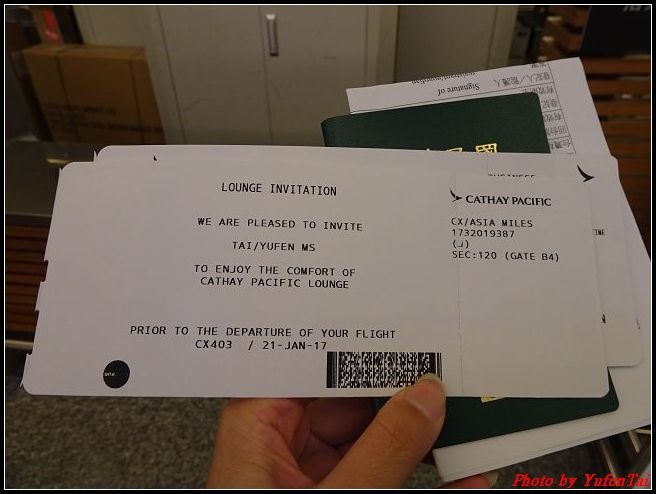 LOUNGE INVITATION
WE ARE PLEASED TO INVITE
TAI/YUFEN MS
TO ENJOY THE COMFORT OF
CATHAY PACIFIC LOUNGE
PRIOR TO THE DEPARTURE OF YOUR FLIGHT
CX403 / 21-JAN-17
one
CATHAY PACIFIC
CX/ASIA MILES
1732019387
(J)
SEC:120 (GATE B4)
BUSINESS
Signature of
Photo by YufenTai